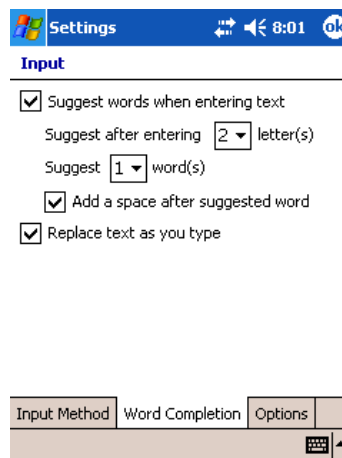 Settings 8:01 ok
Input
Suggest words when entering text
Suggest after entering 2 letter(s)
Suggest 1 word(s)
Add a space after suggested word
Replace text as you type
Input Method Word Completion Options